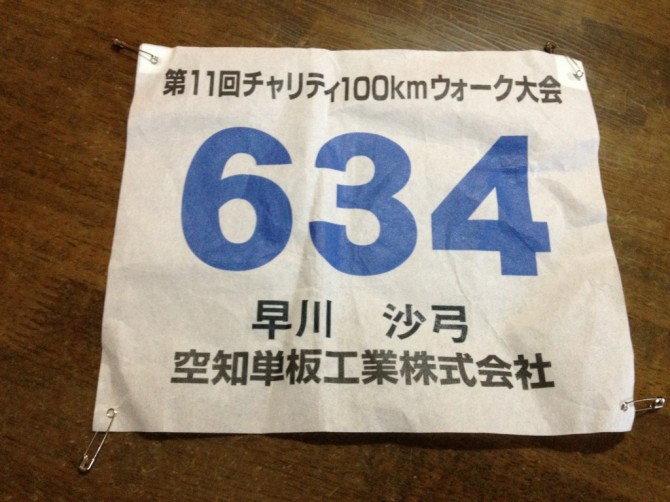 第11回チャリティ100kmウォーク大会
634
早川　沙弓
空知単板工業株式会社